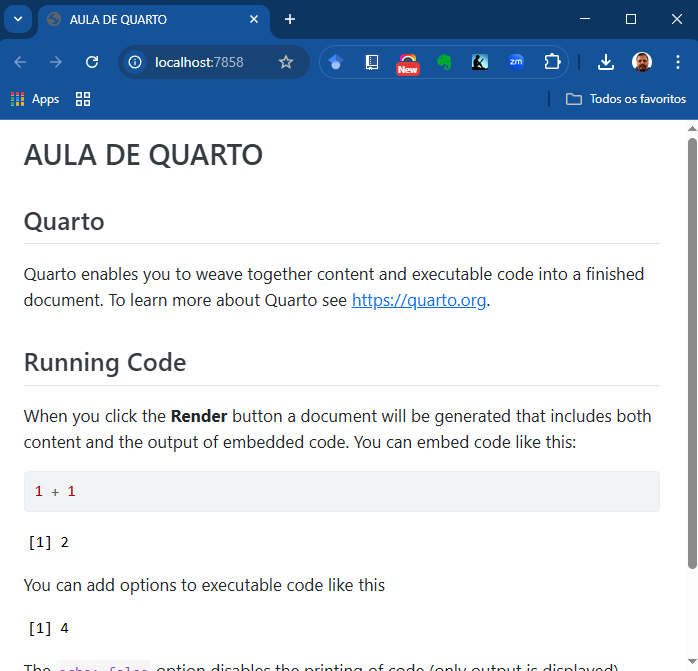 AULA DE QUARTO
localhost:7858
New
zm
Apps
Todos os favoritos
AULA DE QUARTO
Quarto
Quarto enables you to weave together content and executable code into a finished
document. To learn more about Quarto see https://quarto.org.
Running Code
When you click the Render button a document will be generated that includes both
content and the output of embedded code. You can embed code like this:
1 + 1
[1] 2
You can add options to executable code like this
[1] 4
The echo: false option disables the printing of code (only output is displayed).